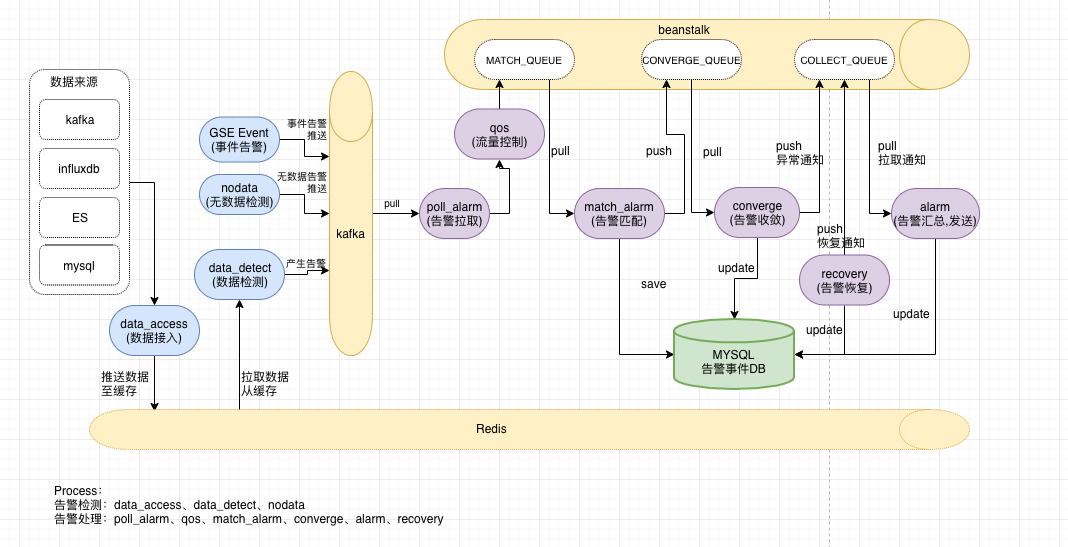 beanstalk
MATCH_QUEUE
CONVERGE_QUEUE
COLLECT_QUEUE
数据来源
kafka
influxdb
ES
mysql
GSE Event
(事件告警)
事件告警
推送
nodata
(无数据检测)
无数据告警
推送
data_detect
(数据检测)
产生告警
kafka
pull
poll_alarm
(告警拉取)
qos
(流量控制)
pull
match_alarm
(告警匹配)
push
pull
converge
(告警收敛)
push
异常通知
pull
拉取通知
alarm
(告警汇总,发送)
push
恢复通知
recovery
(告警恢复)
save
update
update
update
MYSQL
告警事件DB
data_access
(数据接入)
推送数据
至缓存
拉取数据
从缓存
Redis
Process：
告警检测：data_access、data_detect、nodata
告警处理：poll_alarm、qos、match_alarm、converge、alarm、recovery